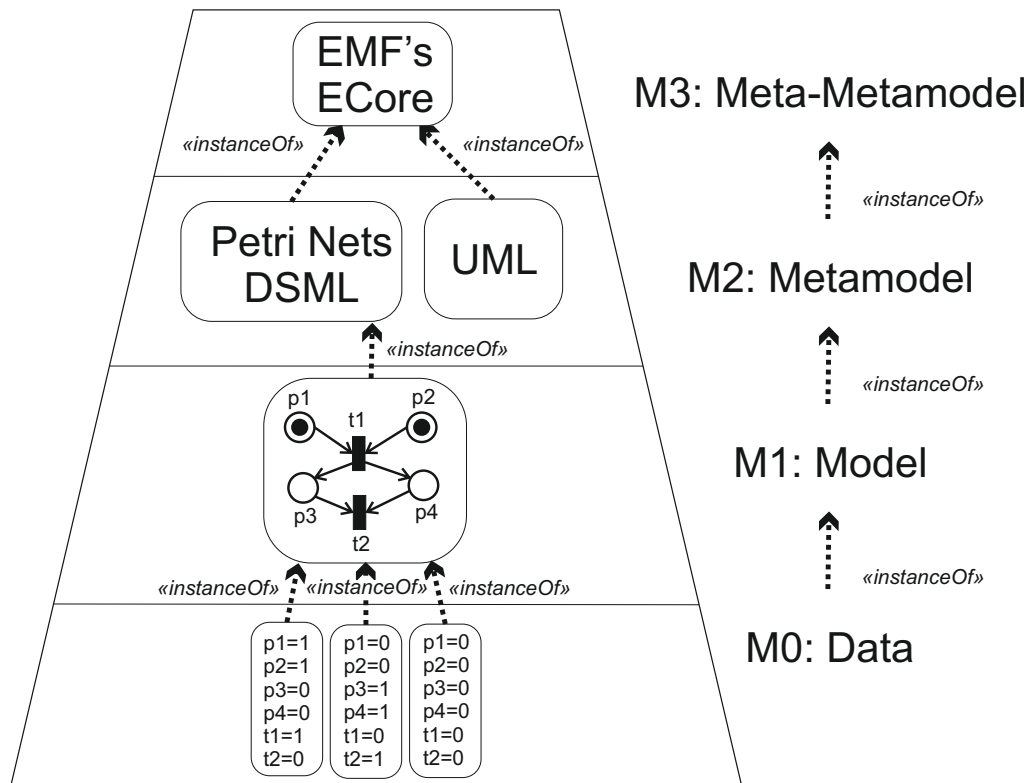 EMF's
ECore
M3: Meta-Metamodel
«instanceOf»
«instanceOf»
«instanceOf»
Petri Nets
DSML
UML
M2: Metamodel
«instanceOf»
«instanceOf»
p1
p2
t1
p3
p4
t2
M1: Model
«instanceOf»
«instanceOf»
«instanceOf»
«instanceOf»
M0: Data
p1=1
p2=1
p3=0
p4=0
t1=1
t2=0
p1=0
p2=0
p3=1
p4=1
t1=0
t2=1
p1=0
p2=0
p3=0
p4=0
t1=0
t2=0